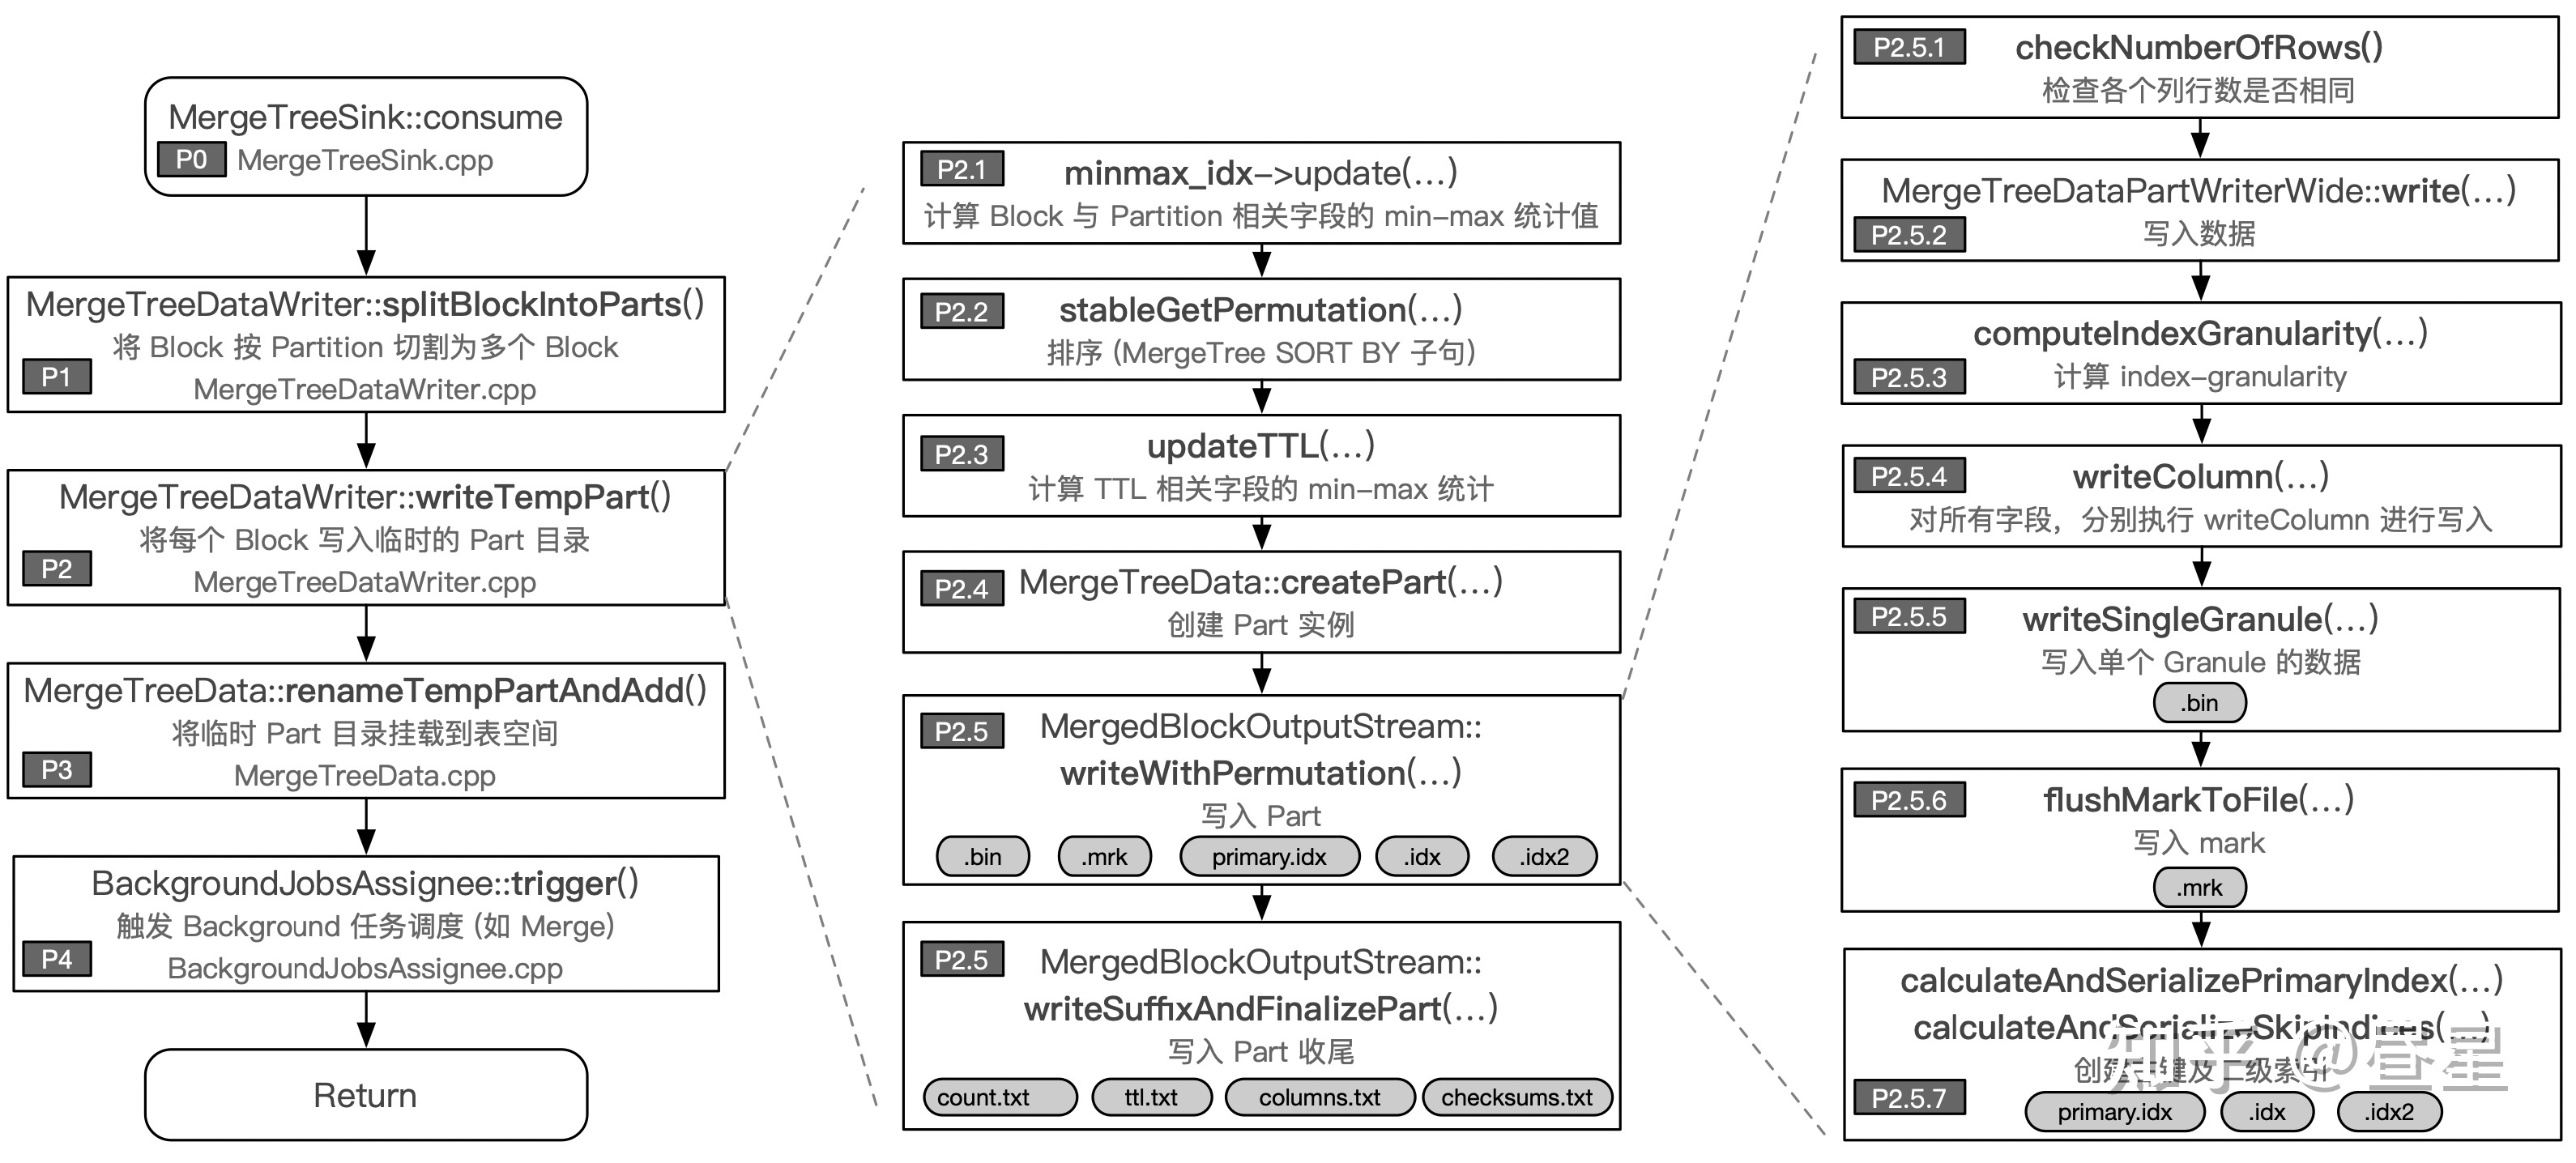 MergeTreeSink::consume
P0 MergeTreeSink.cpp
MergeTreeDataWriter::splitBlockIntoParts()
将 Block 按 Partition 切割为多个 Block
P1
MergeTreeDataWriter.cpp
MergeTreeDataWriter::writeTempPart()
将每个 Block 写入临时的 Part 目录
P2
MergeTreeDataWriter.cpp
MergeTreeData::renameTempPartAndAdd()
将临时 Part 目录挂载到表空间
P3
MergeTreeData.cpp
BackgroundJobsAssignee::trigger()
触发 Background 任务调度 (如 Merge)
P4
BackgroundJobsAssignee.cpp
Return
P2.1
minmax_idx->update(...)
计算 Block 与 Partition 相关字段的 min-max 统计值
P2.2
stableGetPermutation(...)
排序 (MergeTree SORT BY 子句)
P2.3
updateTTL(...)
计算 TTL 相关字段的 min-max 统计
P2.4
MergeTreeData::createPart(...)
创建 Part 实例
P2.5
MergedBlockOutputStream::
writeWithPermutation(...)
写入 Part
.bin .mrk primary.idx .idx .idx2
P2.5
MergedBlockOutputStream::
writeSuffixAndFinalizePart(...)
写入 Part 收尾
count.txt ttl.txt columns.txt checksums.txt
P2.5.1
checkNumberOfRows()
检查各个列行数是否相同
MergeTreeDataPartWriterWide::write(...)
P2.5.2
写入数据
computeIndexGranularity(...)
P2.5.3
计算 index-granularity
P2.5.4
writeColumn(...)
对所有字段，分别执行 writeColumn 进行写入
P2.5.5
writeSingleGranule(...)
写入单个 Granule 的数据
.bin
P2.5.6
flushMarkToFile(...)
写入 mark
.mrk
calculateAndSerializePrimaryIndex(...)
calculateAndSerializeSkipIndices(...)
创建主键及二级索引
P2.5.7
primary.idx .idx .idx2
知乎 @昼星